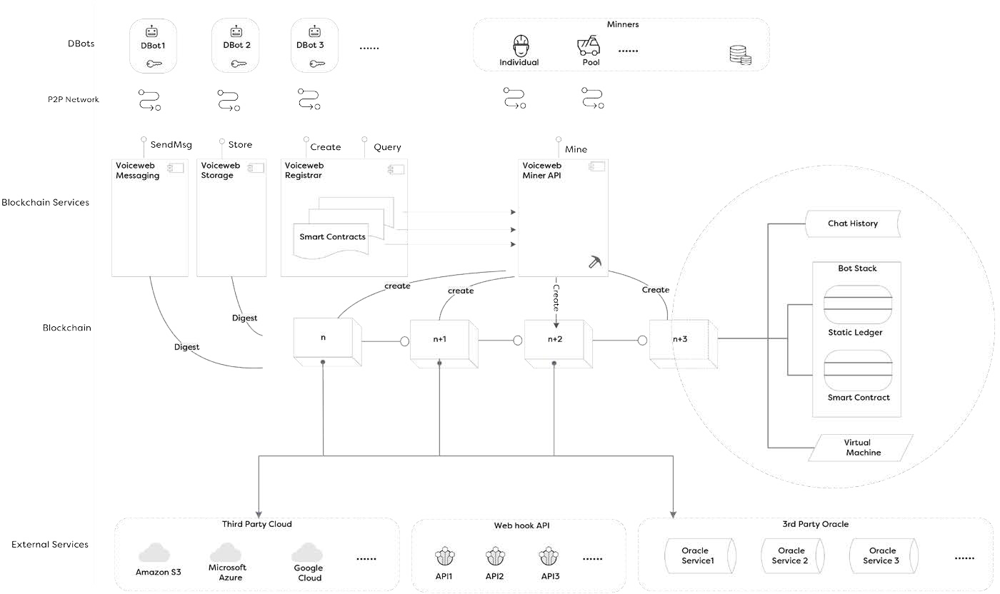 Minners
DBots
DBot1
DBot 2
DBot 3
......
Individual
Pool
......
P2P Network
SendMsg
Store
Create
Query
Mine
Voiceweb
Messaging
Voiceweb
Storage
Voiceweb
Registrar
Voiceweb
Miner API
Blockchain Services
Smart Contracts
Chat History
Bot Stack
Static Ledger
Smart Contract
Virtual
Machine
create
create
Create
Create
Digest
Digest
Blockchain
n
n+1
n+2
n+3
External Services
Third Party Cloud
Amazon S3
Microsoft
Azure
Google
Cloud
......
Web hook API
API1
API2
API3
......
3rd Party Oracle
Oracle
Service1
Oracle
Service 2
Oracle
Service 3
......